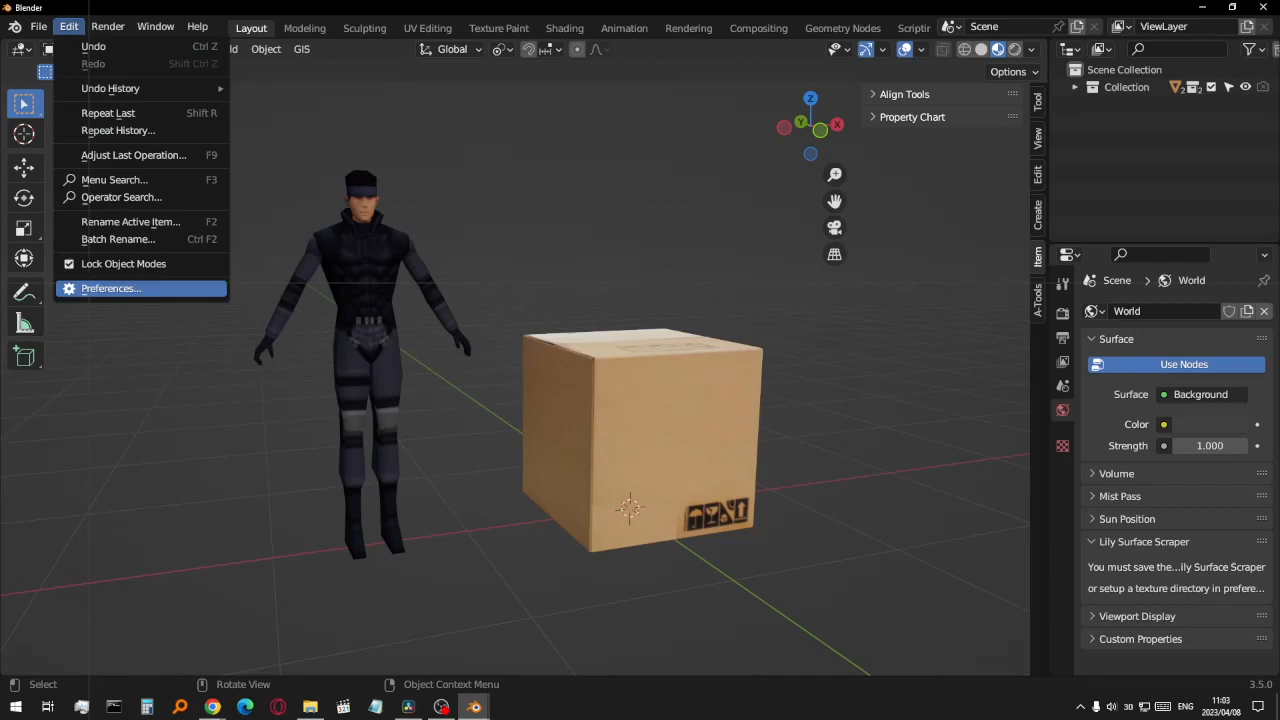 Blender
File Edit Render Window Help
Layout Modeling Sculpting UV Editing Texture Paint Shading Animation Rendering Compositing Geometry Nodes Scriptir
Scene
ViewLayer
ld Object GIS
Global
Options
Undo Ctrl Z
Redo Shift Ctrl Z
Undo History
Repeat Last Shift R
Repeat History...
Adjust Last Operation... F9
Menu Search... F3
Operator Search...
Rename Active Item... F2
Batch Rename... Ctrl F2
Lock Object Modes
Preferences...
Align Tools
Property Chart
Z
Y
X
Tool
View
Edit
Create
Item
A-Tools
Scene Collection
Collection 2 2
Scene World
World
Surface
Use Nodes
Surface Background
Color
Strength 1.000
Volume
Mist Pass
Sun Position
Lily Surface Scraper
You must save the...ily Surface Scraper
or setup a texture directory in prefere...
Viewport Display
Custom Properties
Select
Rotate View
Object Context Menu
3.5.0
30
ENG
11:03
2023/04/08